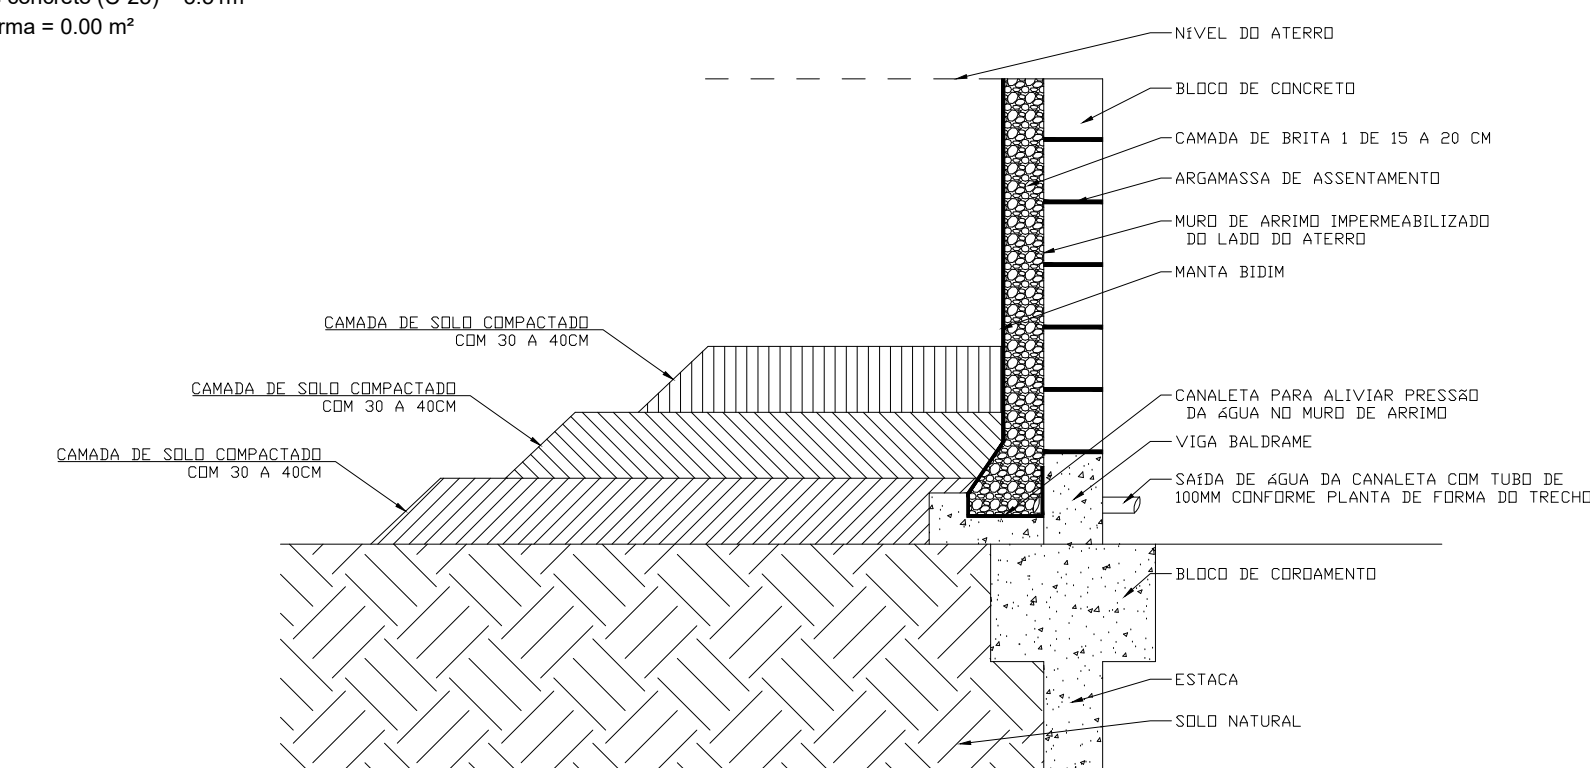 concreto (C-25)
rma = 0.00 m²
NíVEL DO ATERRO
BLOCO DE CONCRETO
CAMADA DE BRITA 1 DE 15 A 20 CM
ARGAMASSA DE ASSENTAMENTO
MURO DE ARRIMO IMPERMEABILIZADO
DO LADO DO ATERRO
MANTA BIDIM
CAMADA DE SOLO COMPACTADO
COM 30 A 40CM
CAMADA DE SOLO COMPACTADO
COM 30 A 40CM
CAMADA DE SOLO COMPACTADO
COM 30 A 40CM
CANALETA PARA ALIVIAR PRESSãO
DA áGUA NO MURO DE ARRIMO
VIGA BALDRAME
SAíDA DE áGUA DA CANALETA COM TUBO DE
100MM CONFORME PLANTA DE FORMA DO TRECHO
BLOCO DE COROAMENTO
ESTACA
SOLO NATURAL